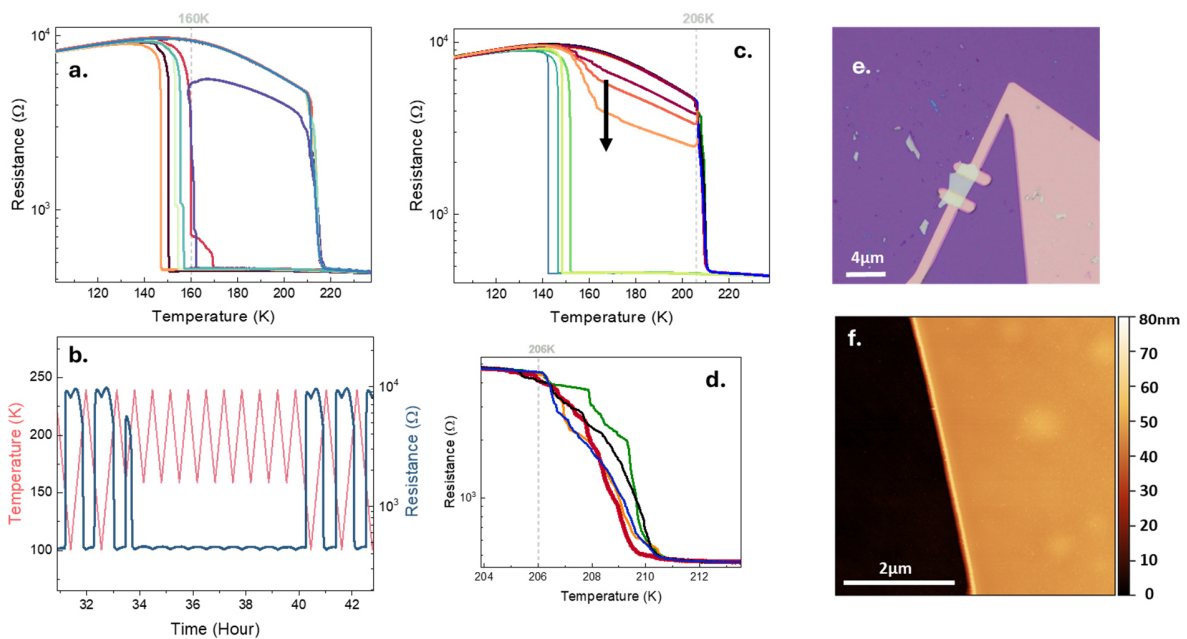 160K
a.
10⁴
10³
Resistance (Ω)
120 140 160 180 200 220
Temperature (K)
206K
c.
10⁴
10³
Resistance (Ω)
120 140 160 180 200 220
Temperature (K)
e.
4μm
b.
250
200
150
100
Temperature (K)
10⁴
10³
Resistance (Ω)
32 34 36 38 40 42
Time (Hour)
206K
d.
10³
Resistance (Ω)
204 206 208 210 212
Temperature (K)
f.
2μm
80nm
70
60
50
40
30
20
10
0